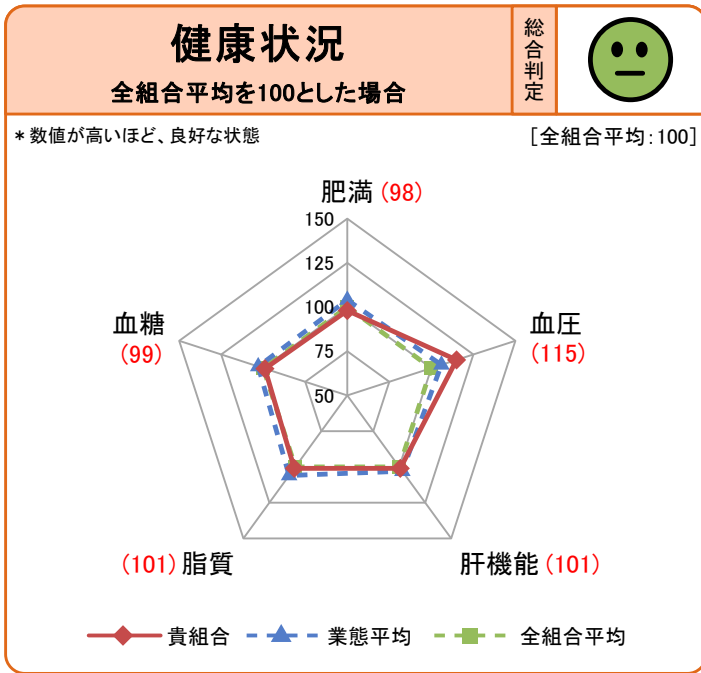 健康状況
全組合平均を100とした場合
総合判定
*数値が高いほど、良好な状態
[全組合平均:100]
肥満(98)
150
125
100
75
50
血糖
(99)
血圧
(115)
(101)脂質
肝機能(101)
貴組合 業態平均 全組合平均